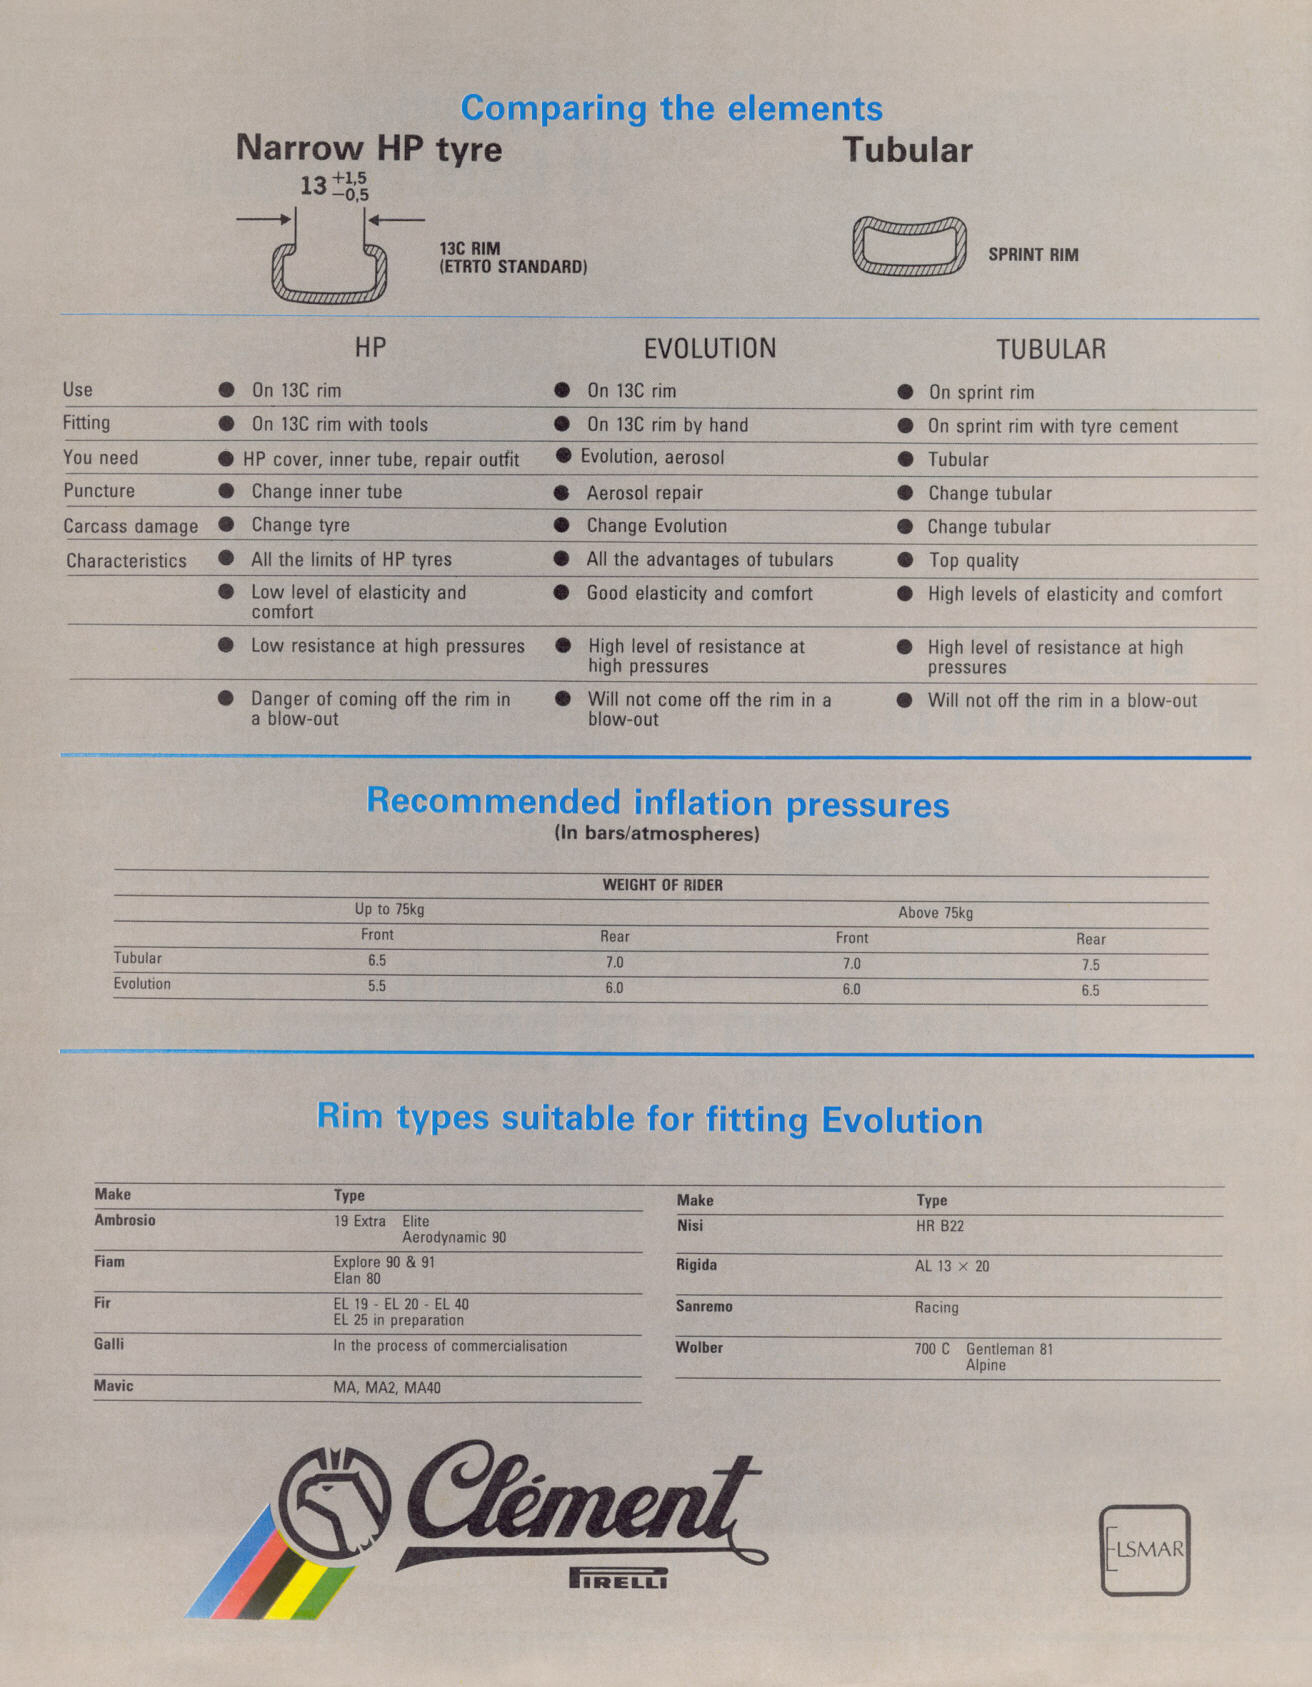 Comparing the elements
Narrow HP tyre
Tubular
13 +1,5 −0,5
13C RIM
(ETRTO STANDARD)
SPRINT RIM
HP EVOLUTION TUBULAR
Use ● On 13C rim ● On 13C rim ● On sprint rim
Fitting ● On 13C rim with tools ● On 13C rim by hand ● On sprint rim with tyre cement
You need ● HP cover, inner tube, repair outfit ● Evolution, aerosol ● Tubular
Puncture ● Change inner tube ● Aerosol repair ● Change tubular
Carcass damage ● Change tyre ● Change Evolution ● Change tubular
Characteristics ● All the limits of HP tyres ● All the advantages of tubulars ● Top quality
● Low level of elasticity and
comfort
● Good elasticity and comfort
● High levels of elasticity and comfort
● Low resistance at high pressures
● High level of resistance at
high pressures
● High level of resistance at high
pressures
● Danger of coming off the rim in
a blow-out
● Will not come off the rim in a
blow-out
● Will not off the rim in a blow-out
Recommended inflation pressures
(In bars/atmospheres)
WEIGHT OF RIDER
Up to 75kg Above 75kg
Front Rear Front Rear
Tubular 6.5 7.0 7.0 7.5
Evolution 5.5 6.0 6.0 6.5
Rim types suitable for fitting Evolution
Make Type
Ambrosio 19 Extra Elite
Aerodynamic 90
Fiam Explore 90 & 91
Elan 80
Fir EL 19 - EL 20 - EL 40
EL 25 in preparation
Galli In the process of commercialisation
Mavic MA, MA2, MA40
Make Type
Nisi HR B22
Rigida AL 13 × 20
Sanremo Racing
Wolber 700 C Gentleman 81
Alpine
Clément
PIRELLI
ELSMAR